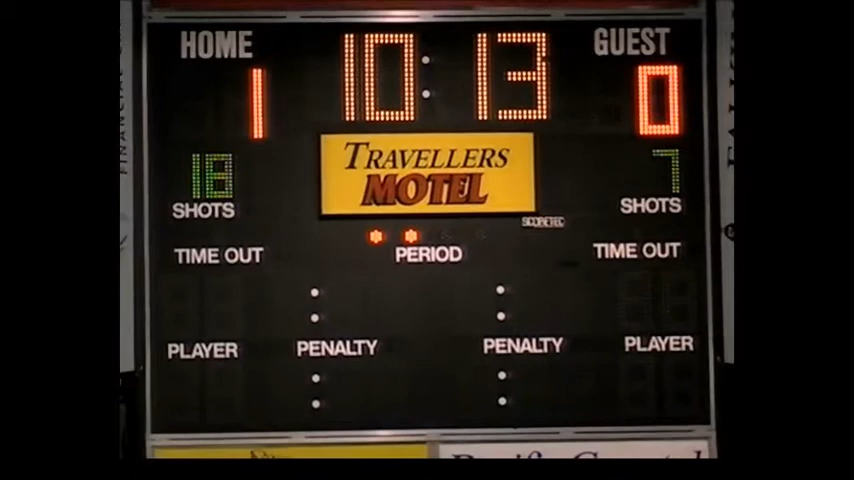 HOME 10:13 GUEST
1 0
TRAVELLERS
MOTEL
18 7
SHOTS SHOTS
SCORETEC
TIME OUT PERIOD TIME OUT
PLAYER PENALTY PENALTY PLAYER